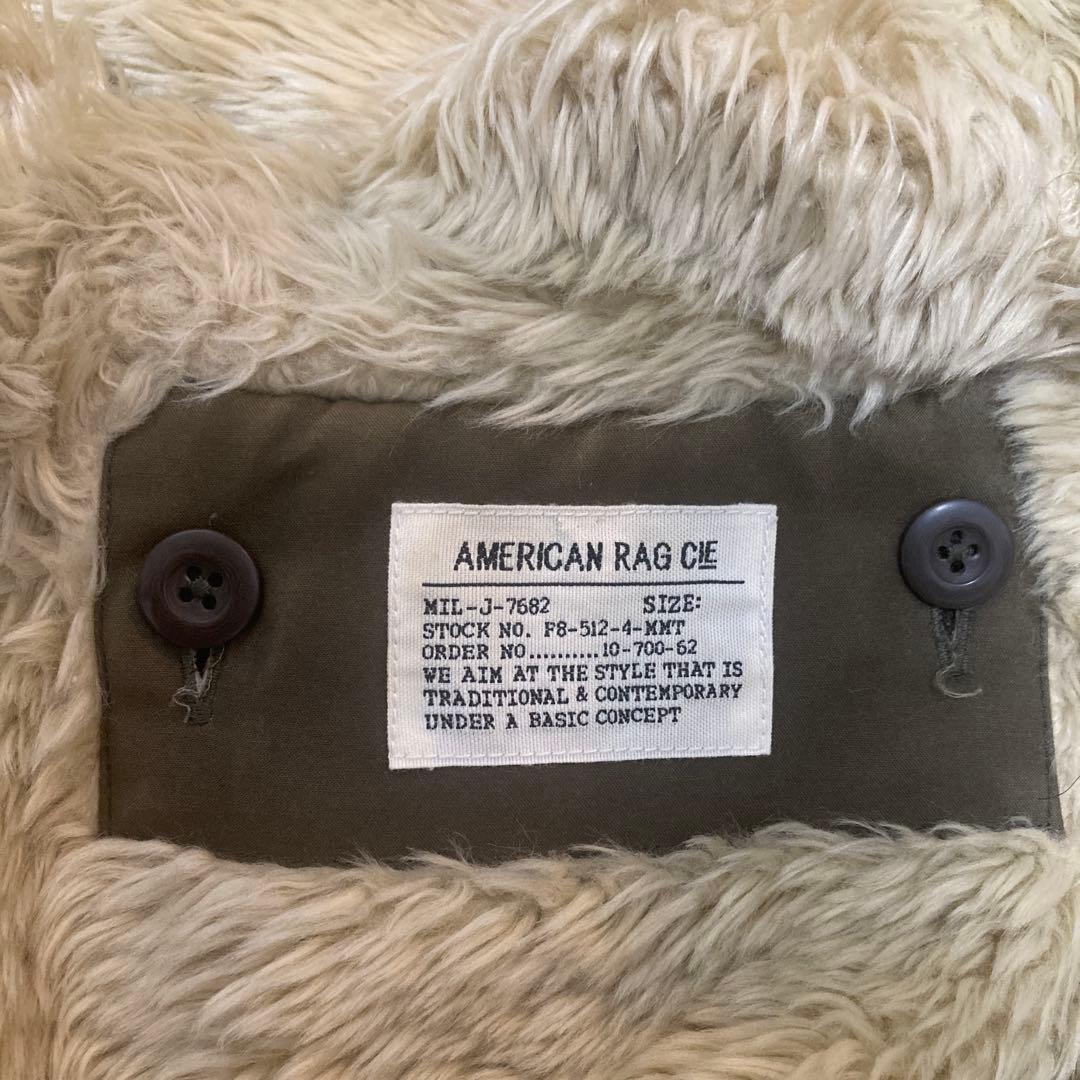 AMERICAN RAG CIE
MIL-J-7682 SIZE:
STOCK NO. F8-512-4-MMT
ORDER NO..........10-700-62
WE AIM AT THE STYLE THAT IS
TRADITIONAL & CONTEMPORARY
UNDER A BASIC CONCEPT